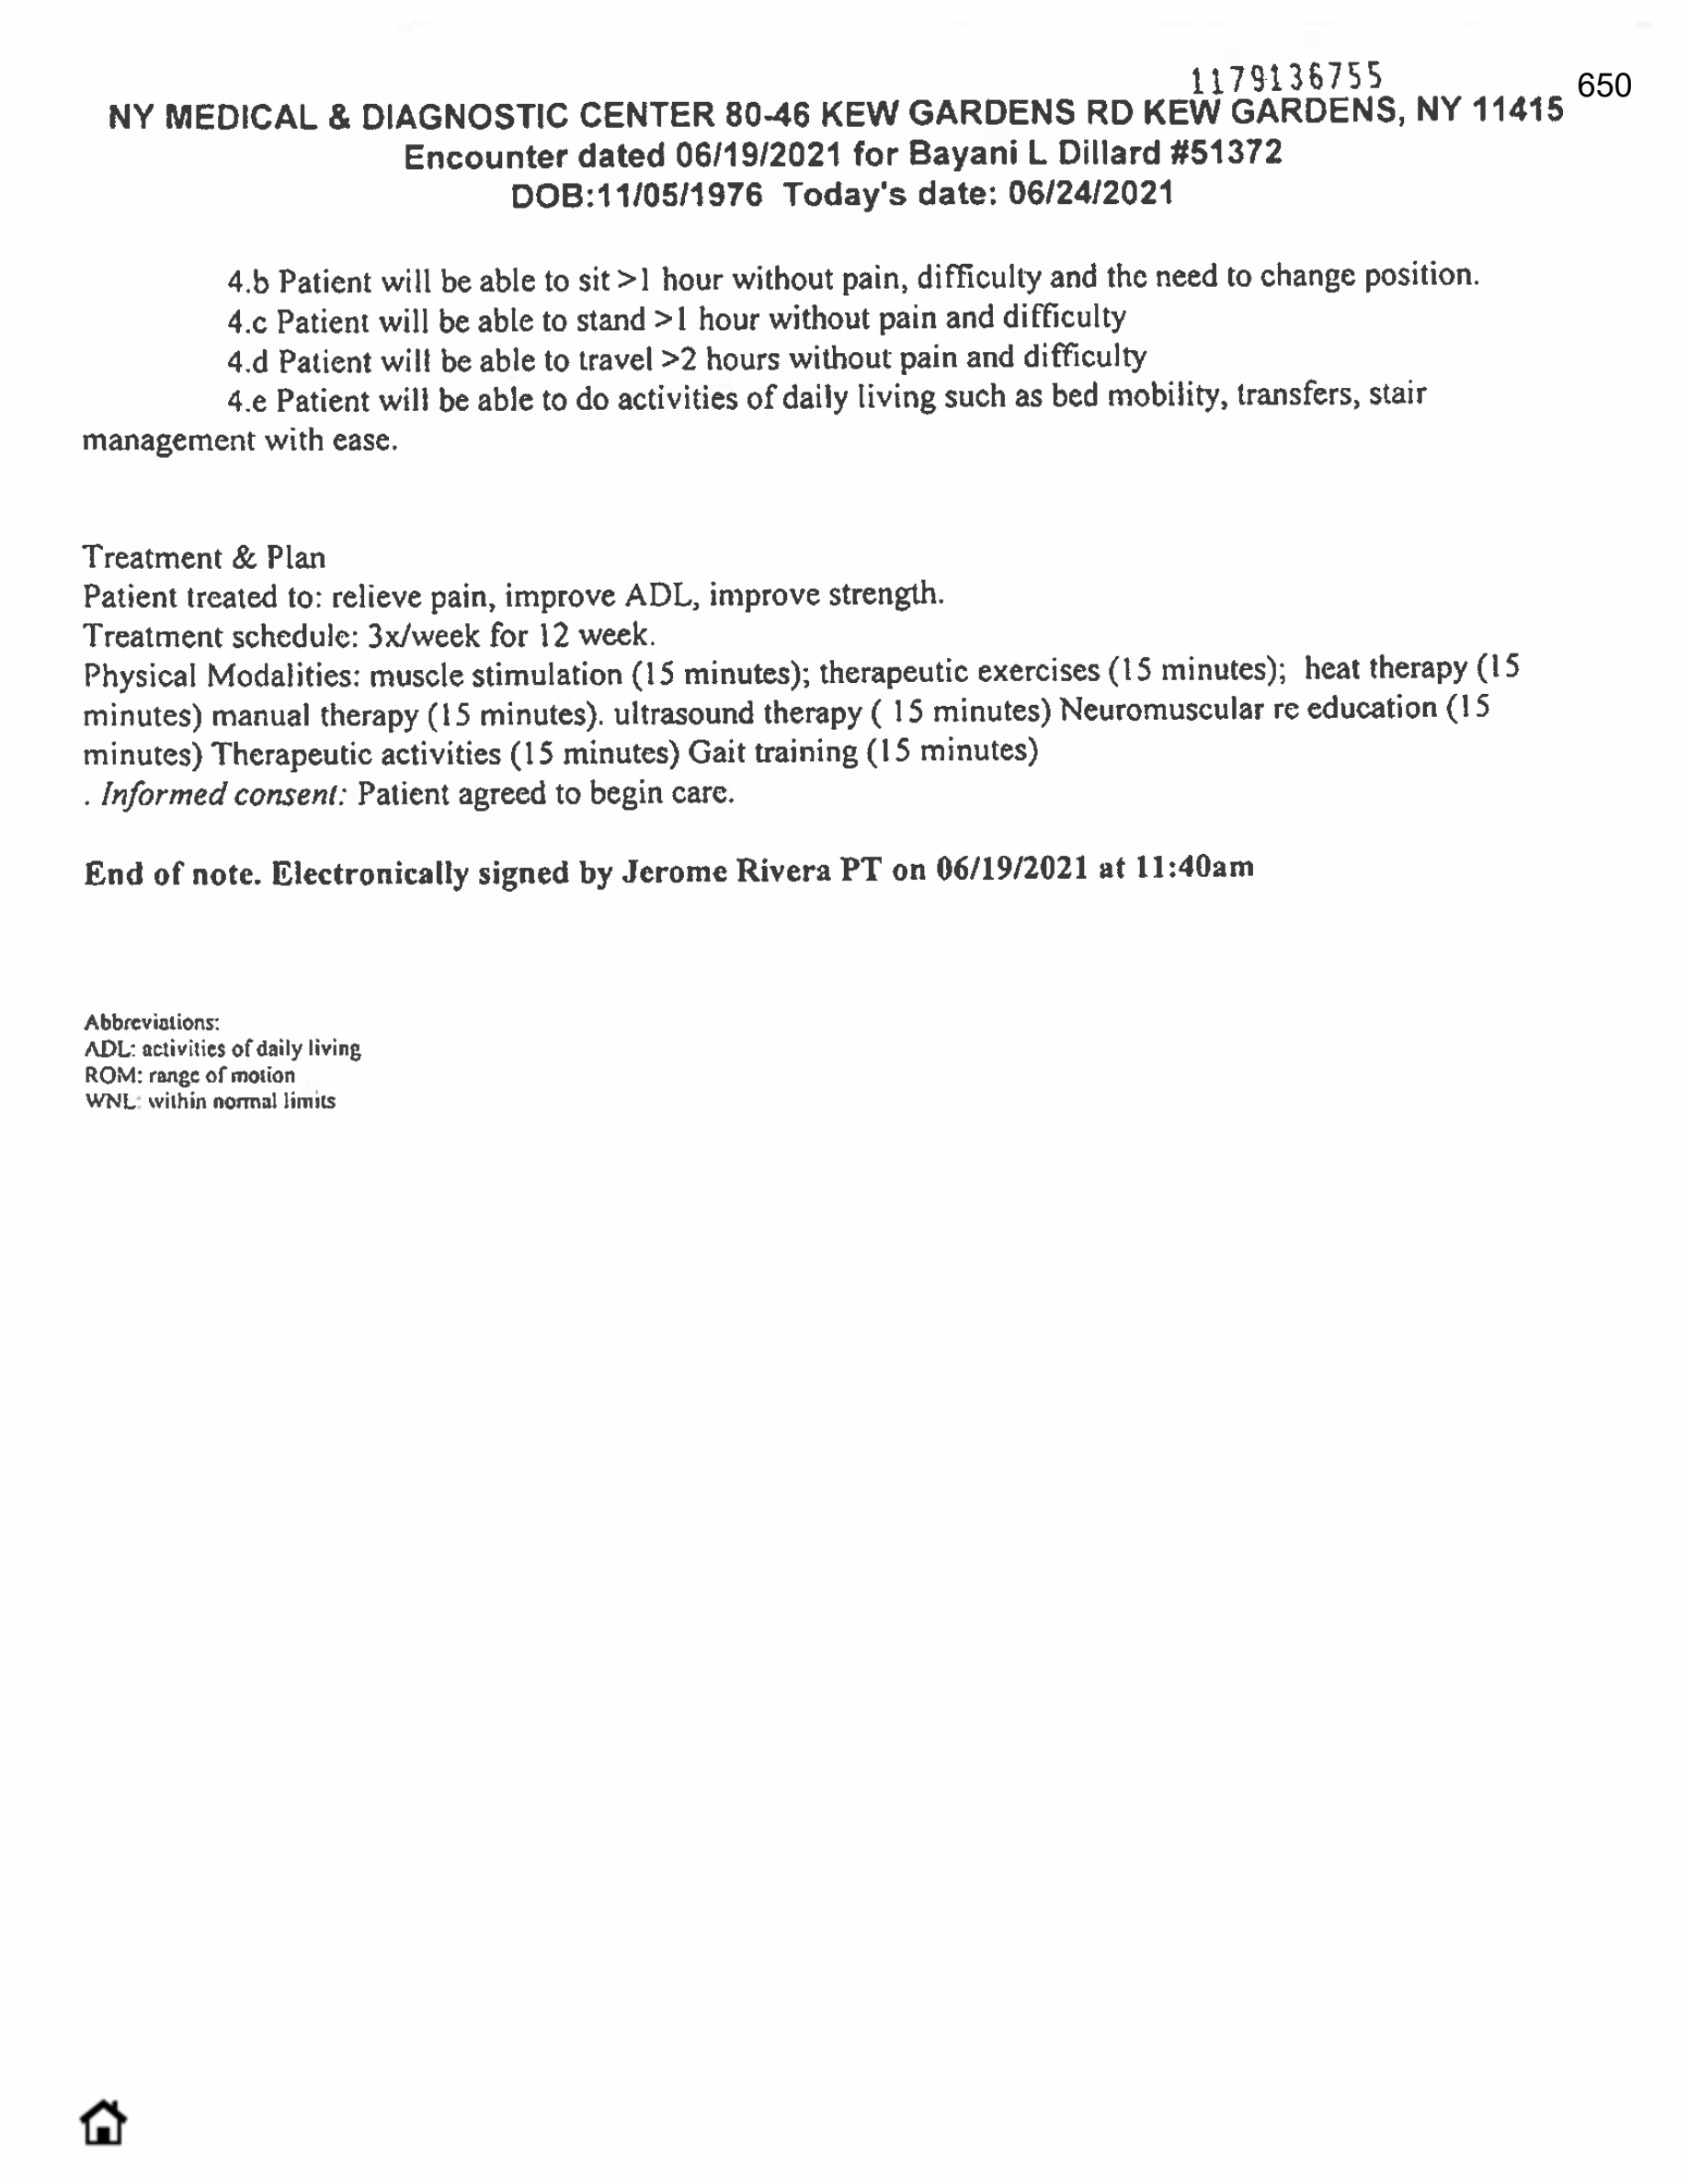 1179136755
650
NY MEDICAL & DIAGNOSTIC CENTER 80-46 KEW GARDENS RD KEW GARDENS, NY 11415
Encounter dated 06/19/2021 for Bayani L Dillard #51372
DOB:11/05/1976 Today's date: 06/24/2021
4.b Patient will be able to sit >1 hour without pain, difficulty and the need to change position.
4.c Patient will be able to stand >1 hour without pain and difficulty
4.d Patient will be able to travel >2 hours without pain and difficulty
4.e Patient will be able to do activities of daily living such as bed mobility, transfers, stair
management with ease.
Treatment & Plan
Patient treated to: relieve pain, improve ADL, improve strength.
Treatment schedule: 3x/week for 12 week.
Physical Modalities: muscle stimulation (15 minutes); therapeutic exercises (15 minutes); heat therapy (15
minutes) manual therapy (15 minutes). ultrasound therapy ( 15 minutes) Neuromuscular re education (15
minutes) Therapeutic activities (15 minutes) Gait training (15 minutes)
. Informed consent: Patient agreed to begin care.
End of note. Electronically signed by Jerome Rivera PT on 06/19/2021 at 11:40am
Abbreviations:
ADL: activities of daily living
ROM: range of motion
WNL: within normal limits